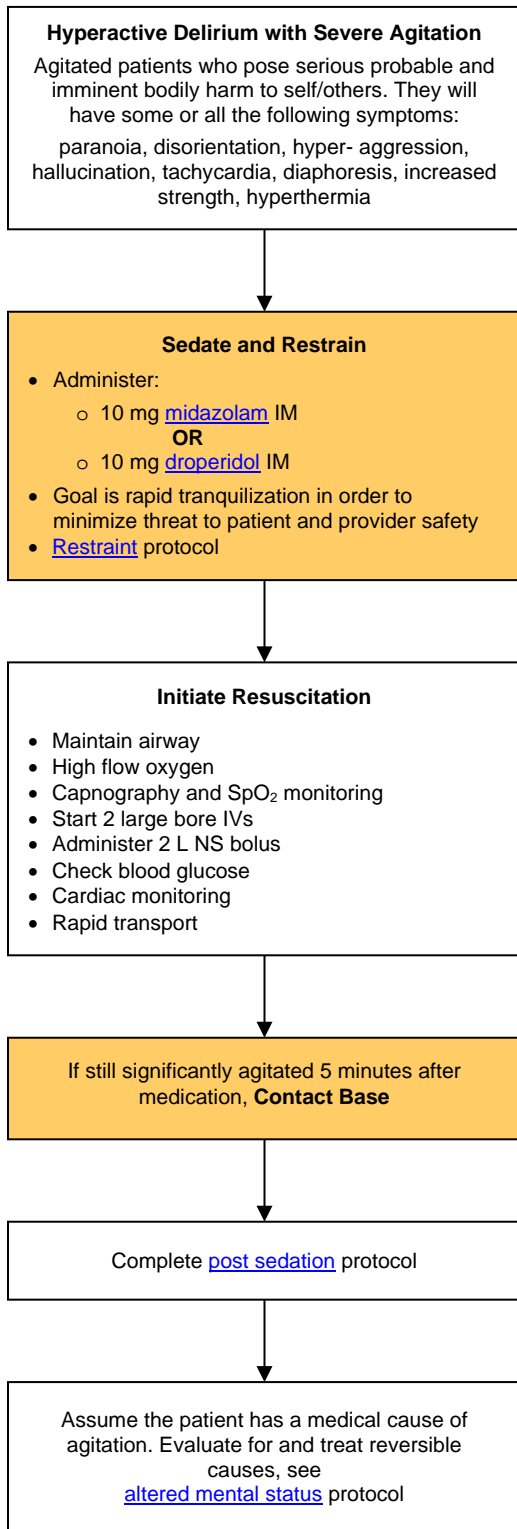 Hyperactive Delirium with Severe Agitation
Agitated patients who pose serious probable and
imminent bodily harm to self/others. They will
have some or all the following symptoms:
paranoia, disorientation, hyper- aggression,
hallucination, tachycardia, diaphoresis, increased
strength, hyperthermia
Sedate and Restrain
• Administer:
o 10 mg midazolam IM
OR
o 10 mg droperidol IM
• Goal is rapid tranquilization in order to
minimize threat to patient and provider safety
• Restraint protocol
Initiate Resuscitation
• Maintain airway
• High flow oxygen
• Capnography and SpO₂ monitoring
• Start 2 large bore IVs
• Administer 2 L NS bolus
• Check blood glucose
• Cardiac monitoring
• Rapid transport
If still significantly agitated 5 minutes after
medication, Contact Base
Complete post sedation protocol
Assume the patient has a medical cause of
agitation. Evaluate for and treat reversible
causes, see
altered mental status protocol